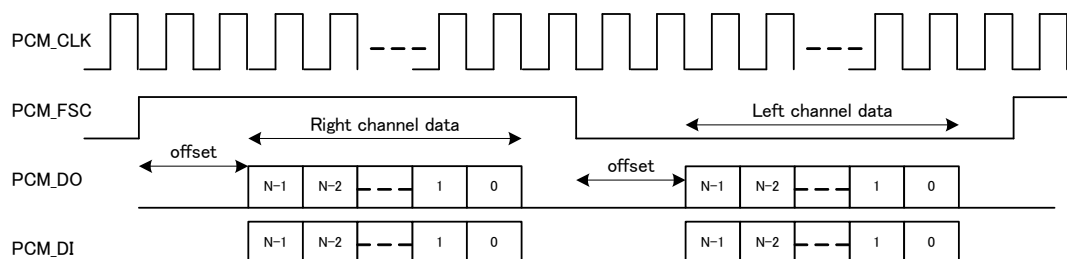 PCM_CLK
PCM_FSC
Right channel data
Left channel data
offset
offset
PCM_DO
N-1 N-2 1 0 N-1 N-2 1 0
PCM_DI
N-1 N-2 1 0 N-1 N-2 1 0